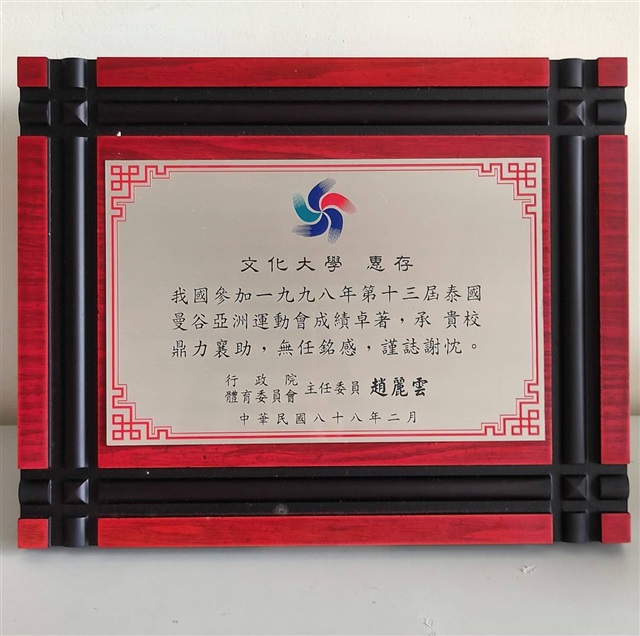 文化大學 惠存
我國參加一九九八年第十三屆泰國
曼谷亞洲運動會成績卓著，承 貴校
鼎力襄助，無任銘感，謹誌謝忱。
行政院
體育委員會 主任委員 趙麗雲
中華民國八十八年二月